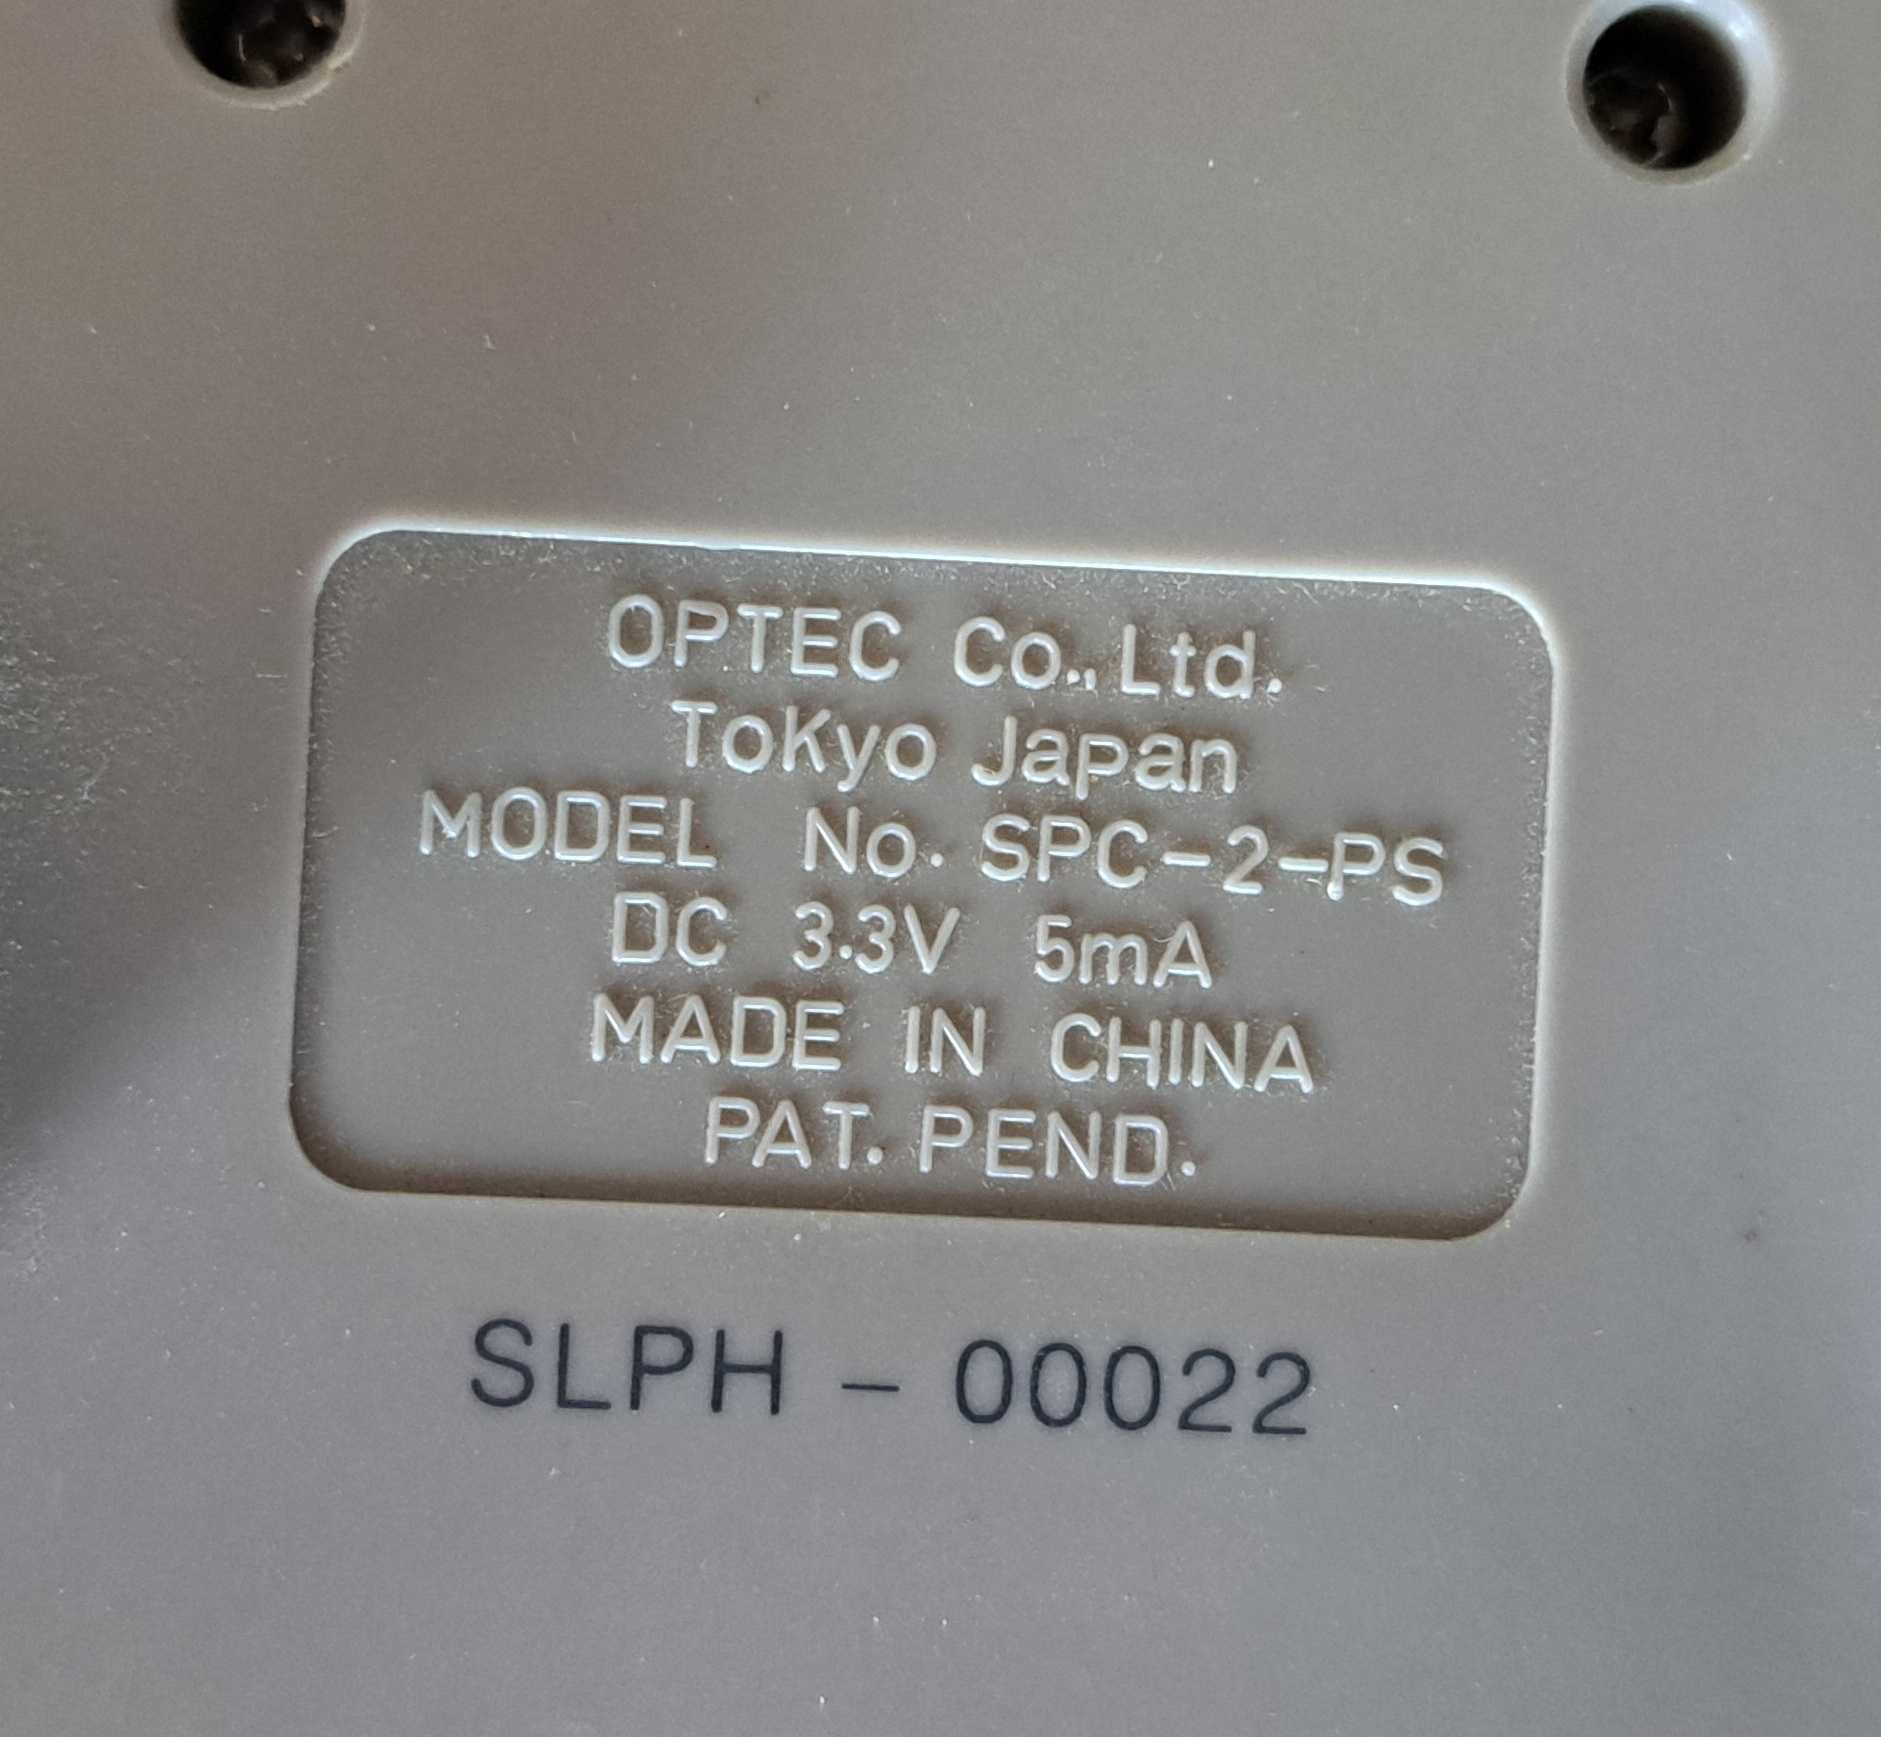 OPTEC Co., Ltd.
ToKyo Japan
MODEL No. SPC-2-PS
DC 3.3V 5mA
MADE IN CHINA
PAT. PEND.
SLPH - 00022